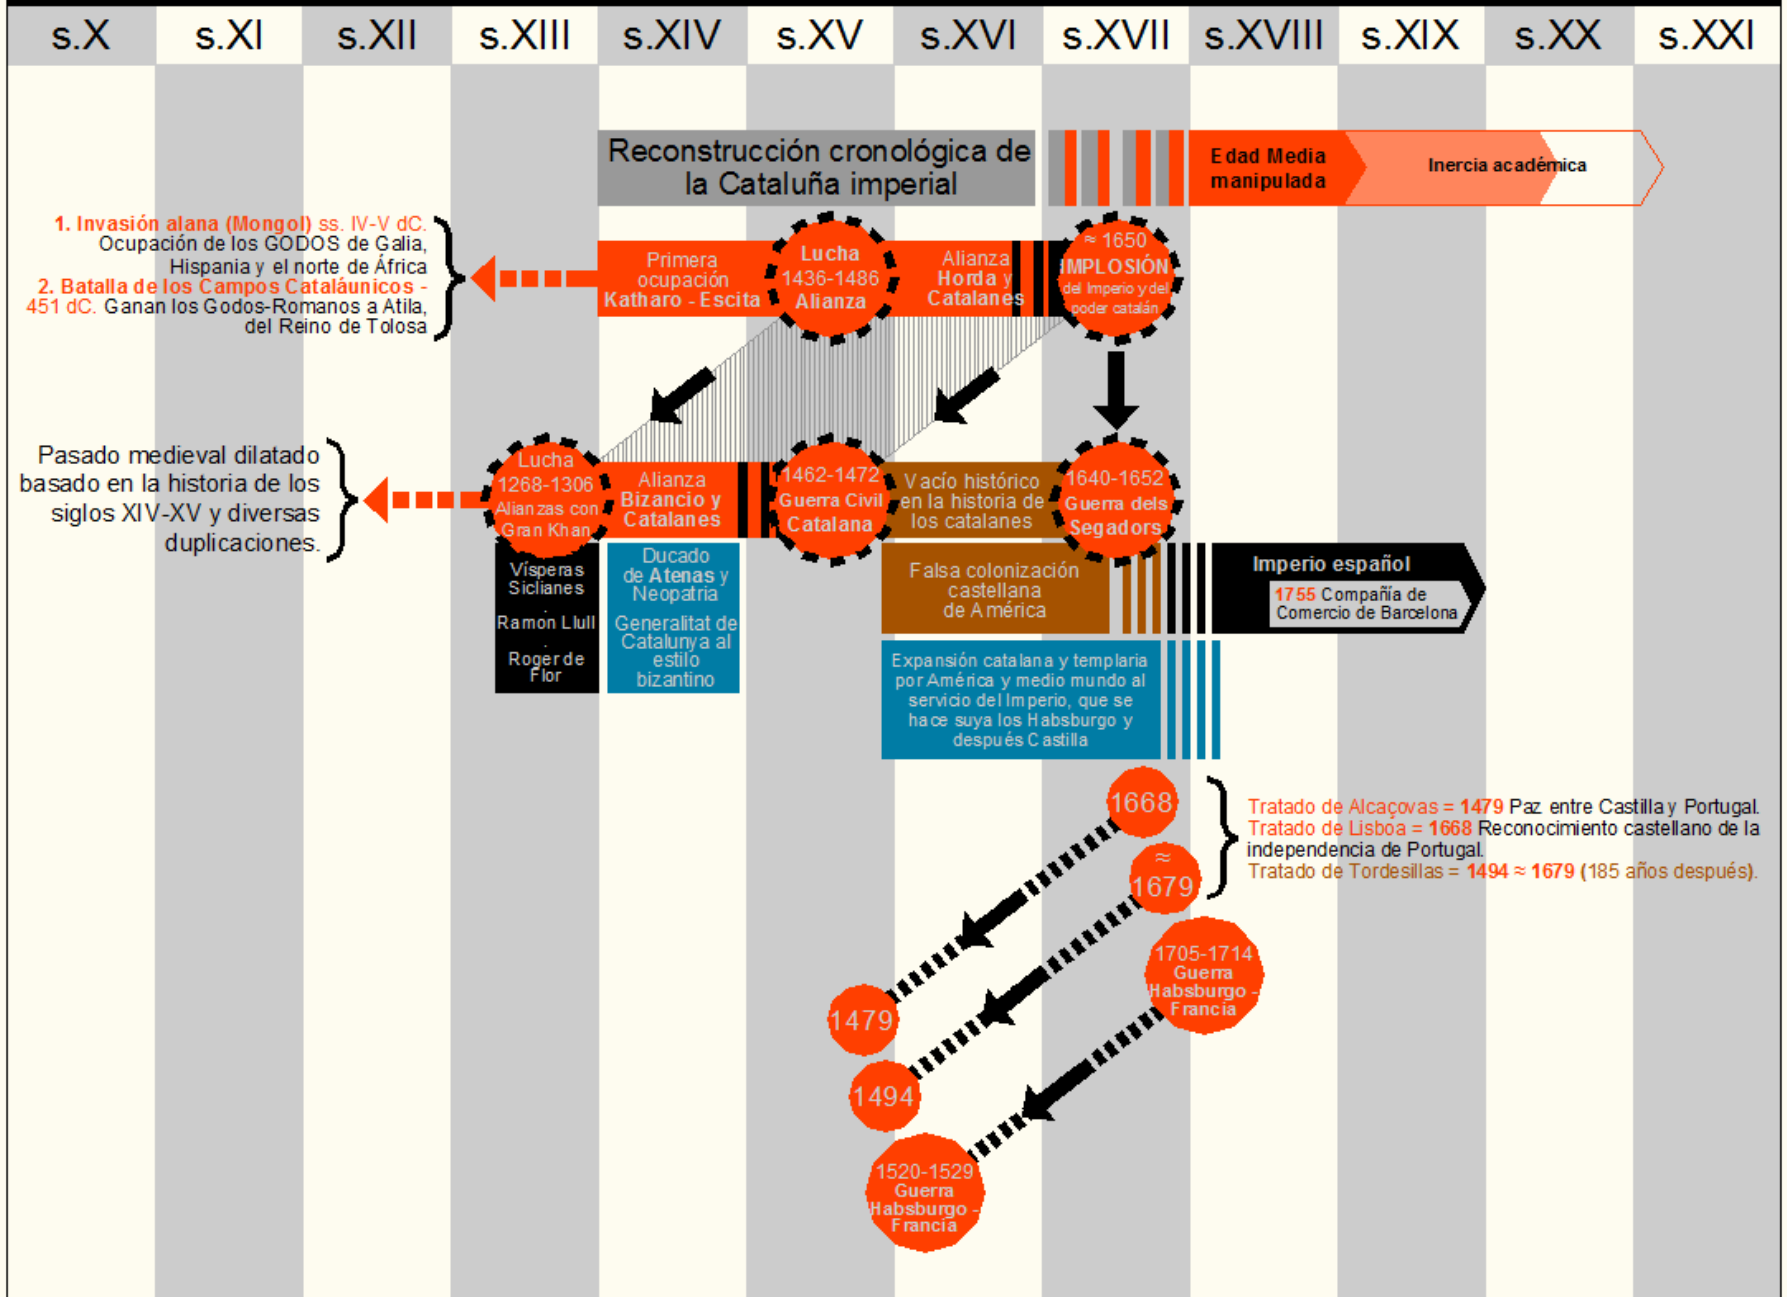 s.X s.XI s.XII s.XIII s.XIV s.XV s.XVI s.XVII s.XVIII s.XIX s.XX s.XXI
Reconstrucción cronológica de
la Cataluña imperial
Edad Media
manipulada
Inercia académica
1. Invasión alana (Mongol) ss. IV-V dC.
Ocupación de los GODOS de Galia,
Hispania y el norte de África
2. Batalla de los Campos Cataláunicos -
451 dC. Ganan los Godos-Romanos a Atila,
del Reino de Tolosa
Primera
ocupación
Katharo - Escita
Lucha
1436-1486
Alianza
Alianza
Horda y
Catalanes
≈ 1650
IMPLOSIÓN
del Imperio y del
poder catalán
Pasado medieval dilatado
basado en la historia de los
siglos XIV-XV y diversas
duplicaciones.
Lucha
1268-1306
Alianzas con
Gran Khan
Alianza
Bizancio y
Catalanes
1462-1472
Guerra Civil
Catalana
Vacío histórico
en la historia de
los catalanes
1640-1652
Guerra dels
Segadors
Vísperas
Siclianes
.
Ramon Llull
.
Roger de
Flor
Ducado
de Atenas y
Neopatria
Generalitat de
Catalunya al
estilo
bizantino
Falsa colonización
castellana
de América
Imperio español
1755 Compañía de
Comercio de Barcelona
Expansión catalana y templaria
por América y medio mundo al
servicio del Imperio, que se
hace suya los Habsburgo y
después Castilla
1668
≈
1679
Tratado de Alcaçovas = 1479 Paz entre Castilla y Portugal.
Tratado de Lisboa = 1668 Reconocimiento castellano de la
independencia de Portugal.
Tratado de Tordesillas = 1494 ≈ 1679 (185 años después).
1705-1714
Guerra
Habsburgo -
Francia
1479
1494
1520-1529
Guerra
Habsburgo -
Francia